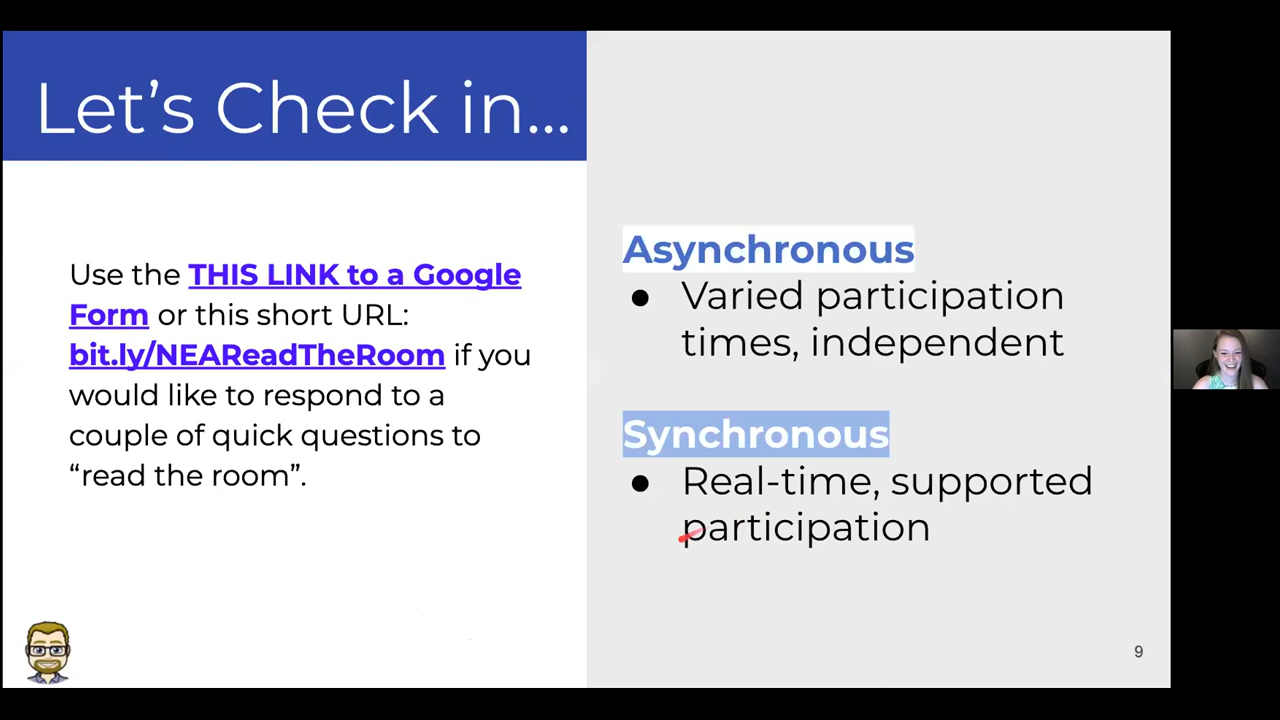 Let’s Check in...
Use the THIS LINK to a Google
Form or this short URL:
bit.ly/NEAReadTheRoom if you
would like to respond to a
couple of quick questions to
“read the room”.
Asynchronous
● Varied participation
times, independent
Synchronous
● Real-time, supported
participation
9